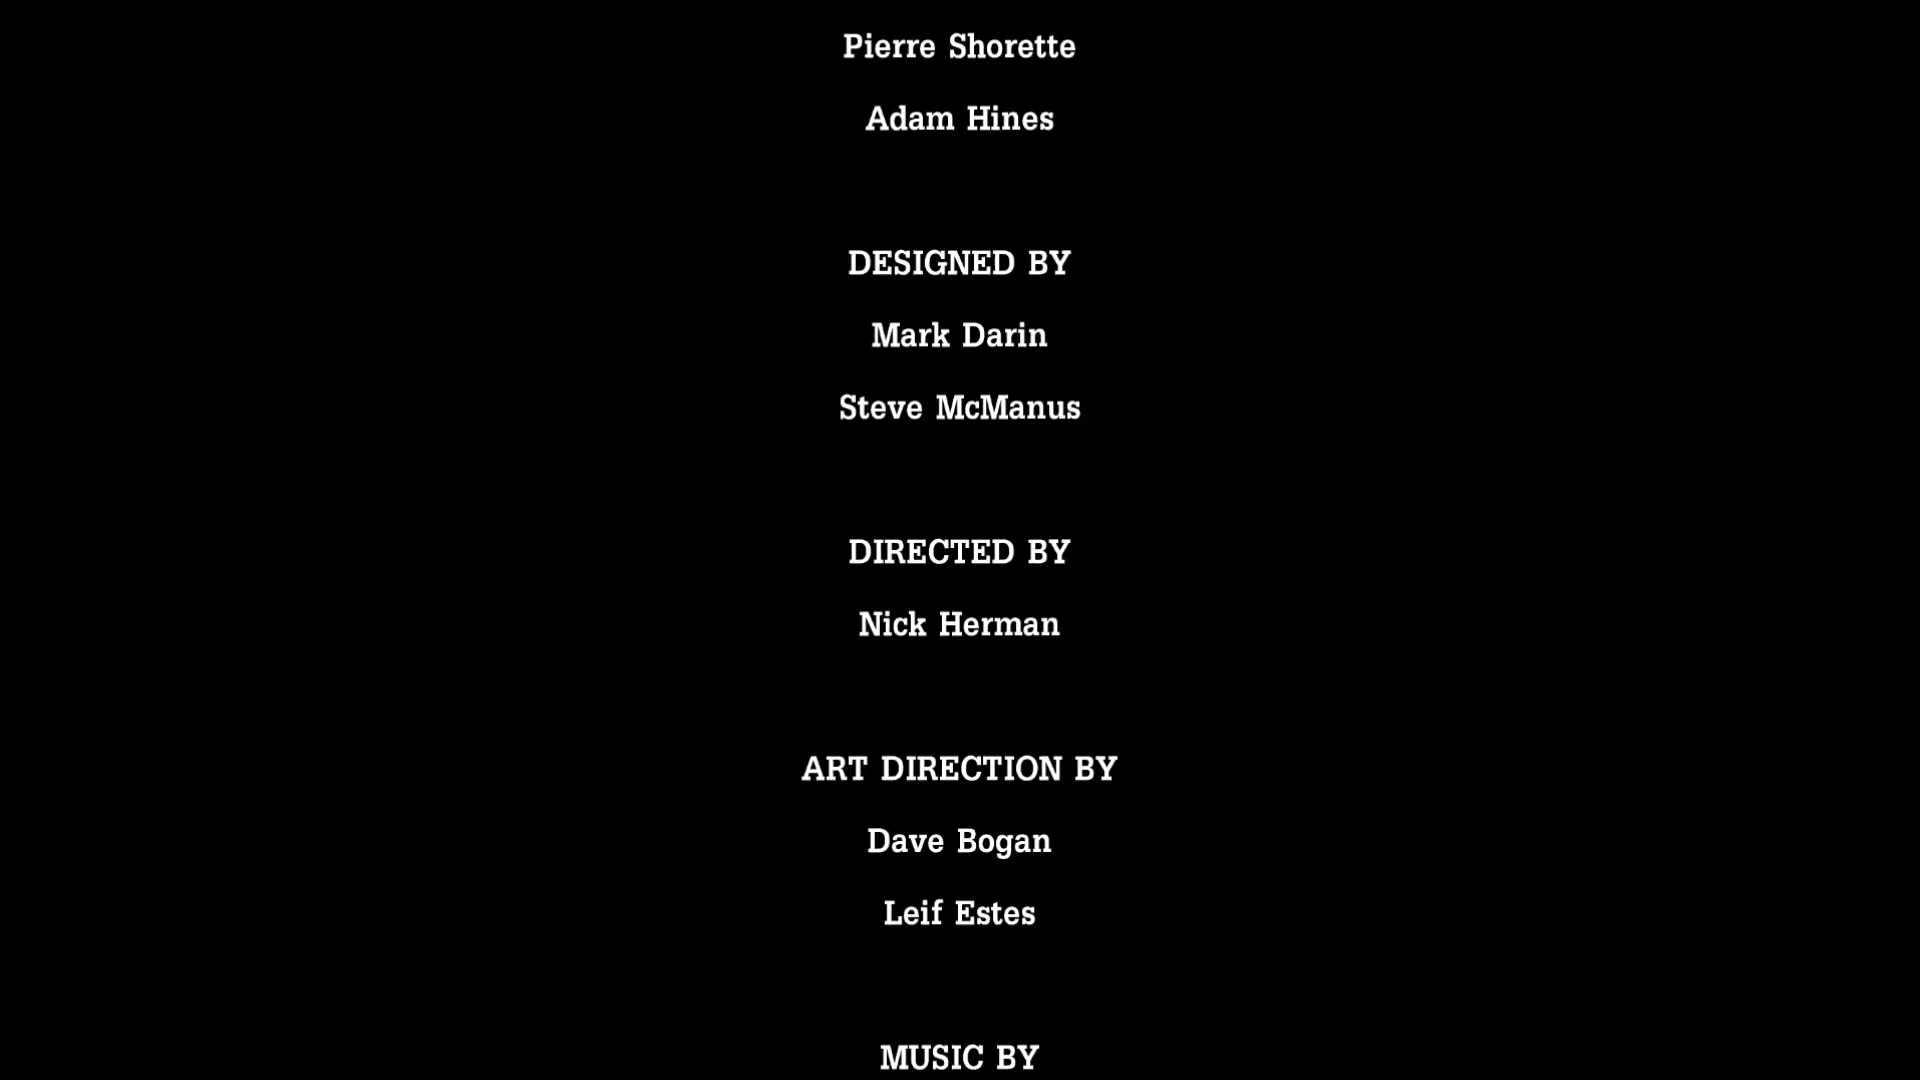 Pierre Shorette
Adam Hines
DESIGNED BY
Mark Darin
Steve McManus
DIRECTED BY
Nick Herman
ART DIRECTION BY
Dave Bogan
Leif Estes
MUSIC BY